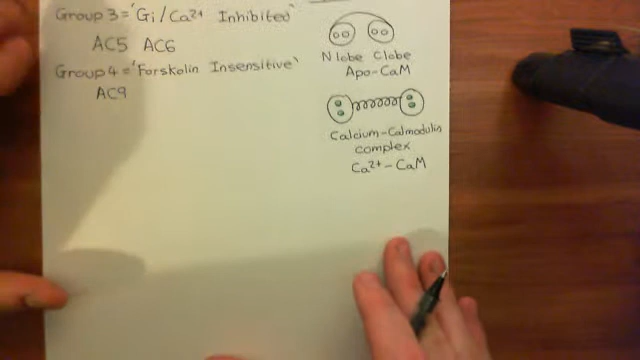 Group 3 = 'Gi/Ca²⁺ Inhibited'
AC5 AC6
Group 4 = 'Forskolin Insensitive'
AC9
N lobe C lobe
Apo-CaM
Calcium-Calmodulin
complex
Ca²⁺-CaM